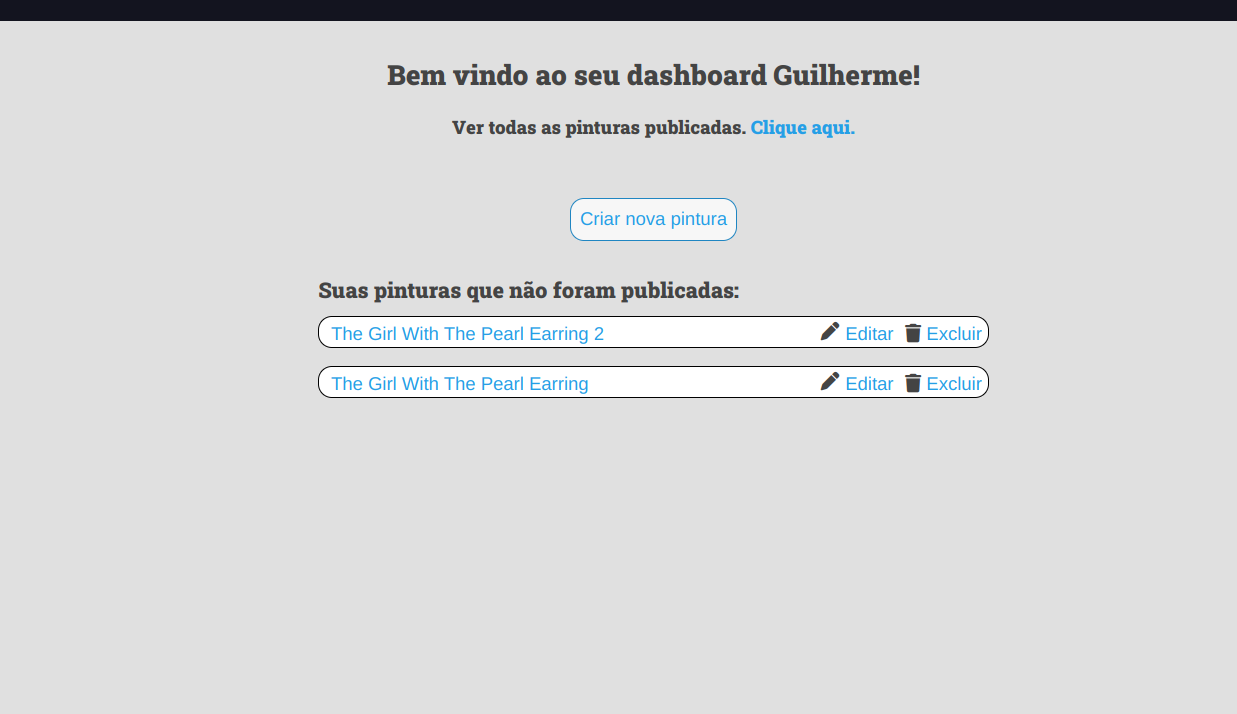 Bem vindo ao seu dashboard Guilherme!
Ver todas as pinturas publicadas. Clique aqui.
Criar nova pintura
Suas pinturas que não foram publicadas:
The Girl With The Pearl Earring 2 Editar Excluir
The Girl With The Pearl Earring Editar Excluir